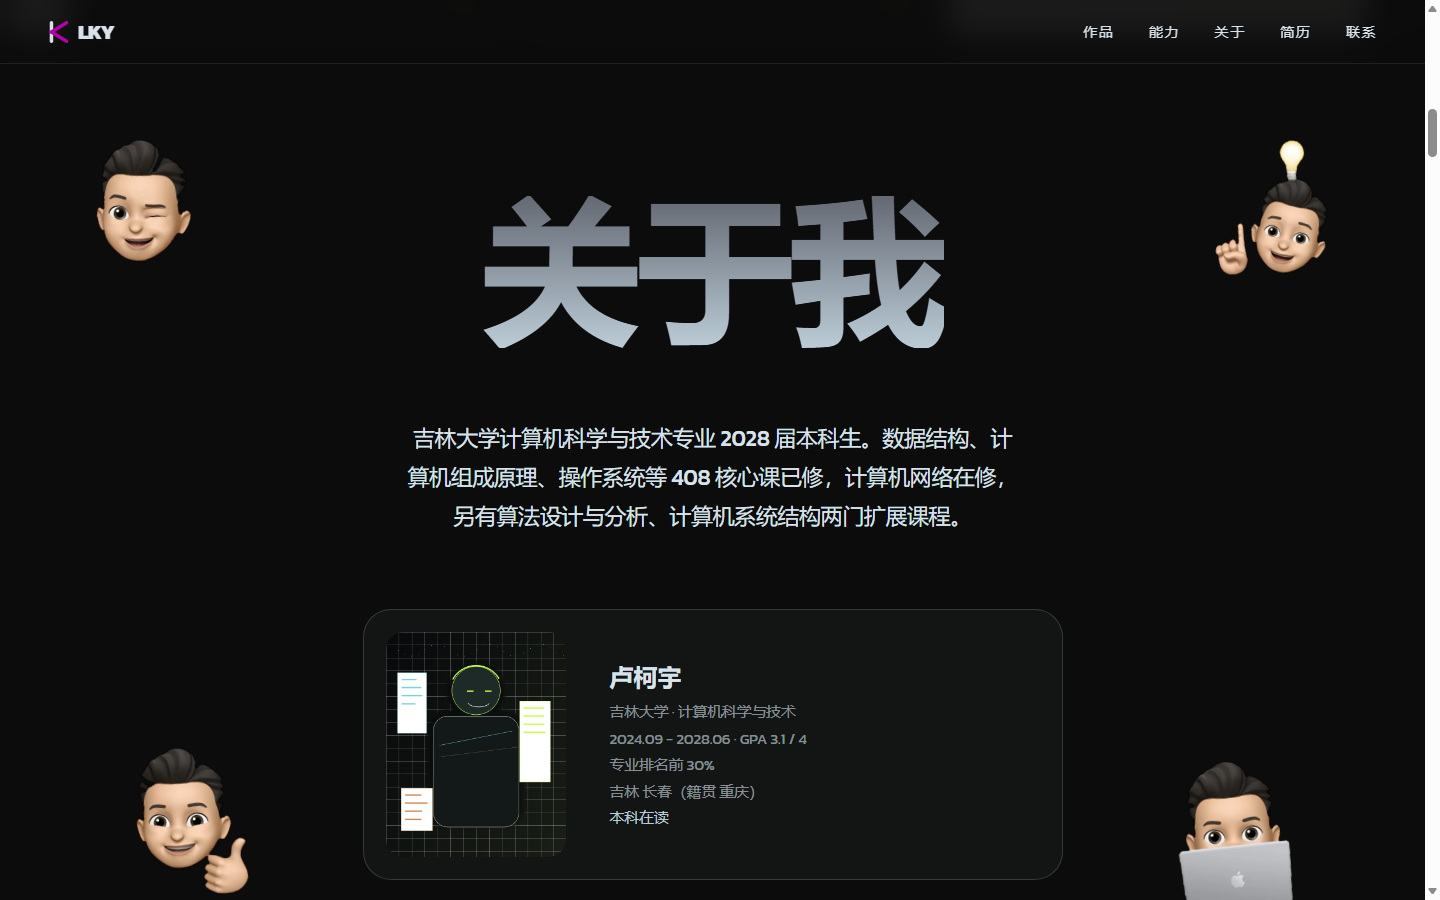 LKY
作品
能力
关于
简历
联系
关于我
吉林大学计算机科学与技术专业 2028 届本科生。数据结构、计
算机组成原理、操作系统等 408 核心课已修，计算机网络在修，
另有算法设计与分析、计算机系统结构两门扩展课程。
卢柯宇
吉林大学 · 计算机科学与技术
2024.09 – 2028.06 · GPA 3.1 / 4
专业排名前 30%
吉林 长春（籍贯 重庆）
本科在读